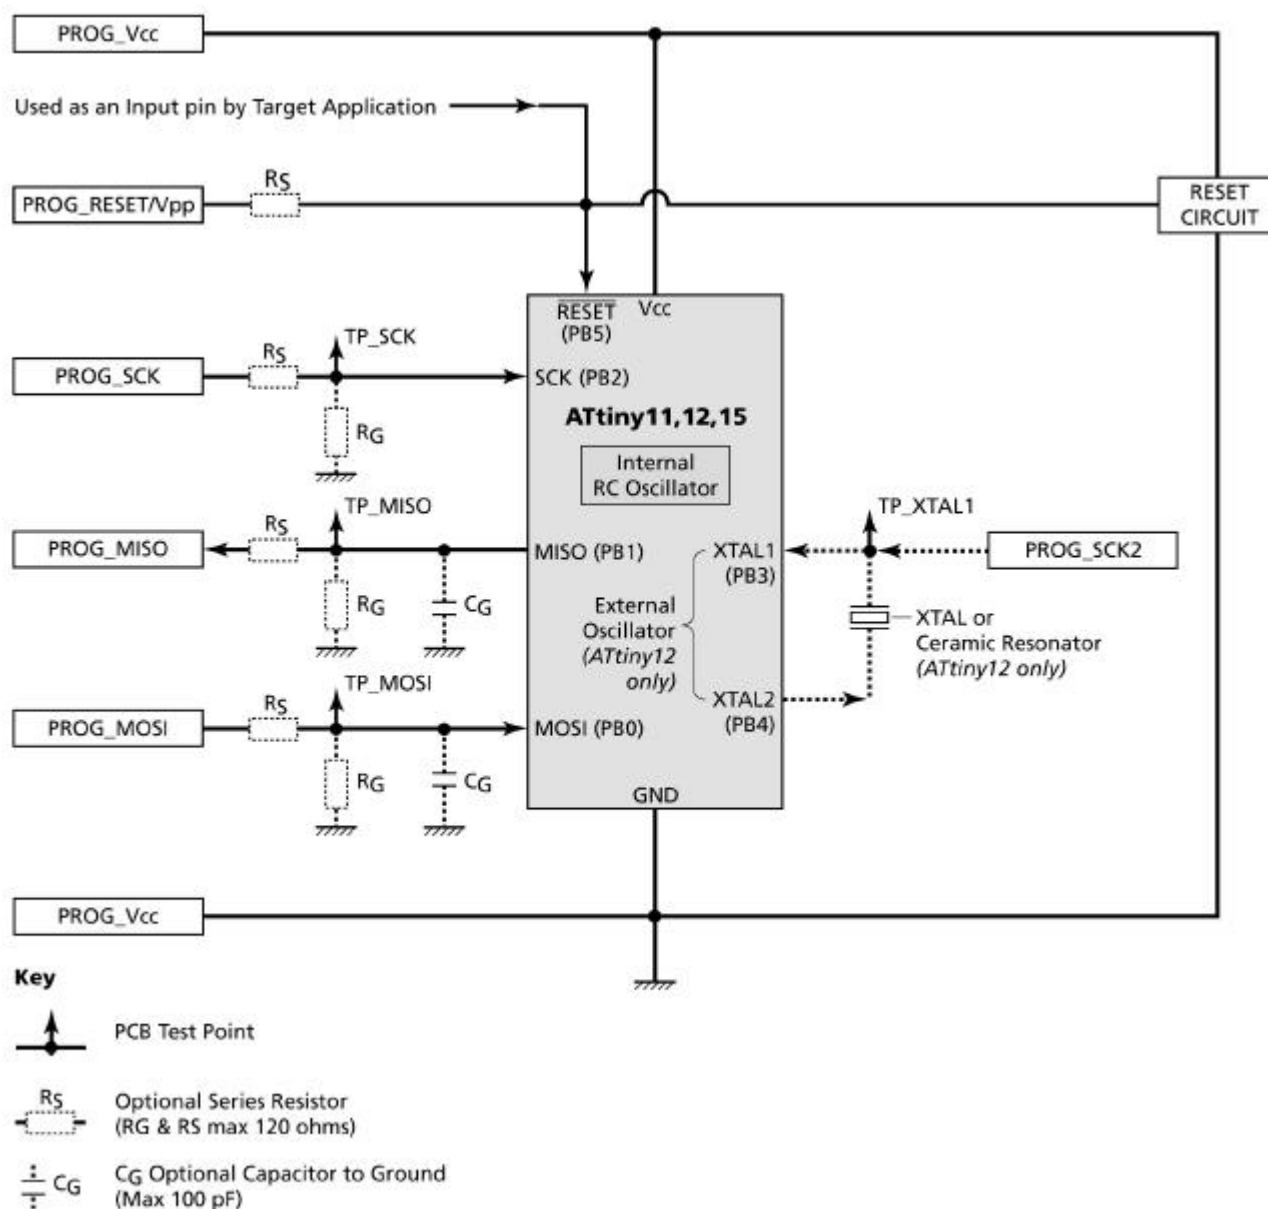 PROG_Vcc
Used as an Input pin by Target Application
PROG_RESET/Vpp
RS
RESET
CIRCUIT
RESET
(PB5)
Vcc
TP_SCK
PROG_SCK
RS
SCK (PB2)
RG
ATtiny11,12,15
Internal
RC Oscillator
TP_MISO
PROG_MISO
RS
MISO (PB1)
RG
CG
XTAL1
(PB3)
TP_XTAL1
PROG_SCK2
External
Oscillator
(ATtiny12
only)
XTAL or
Ceramic Resonator
(ATtiny12 only)
XTAL2
(PB4)
TP_MOSI
PROG_MOSI
RS
MOSI (PB0)
RG
CG
GND
PROG_Vcc
Key
PCB Test Point
RS
Optional Series Resistor
(RG & RS max 120 ohms)
CG
CG Optional Capacitor to Ground
(Max 100 pF)